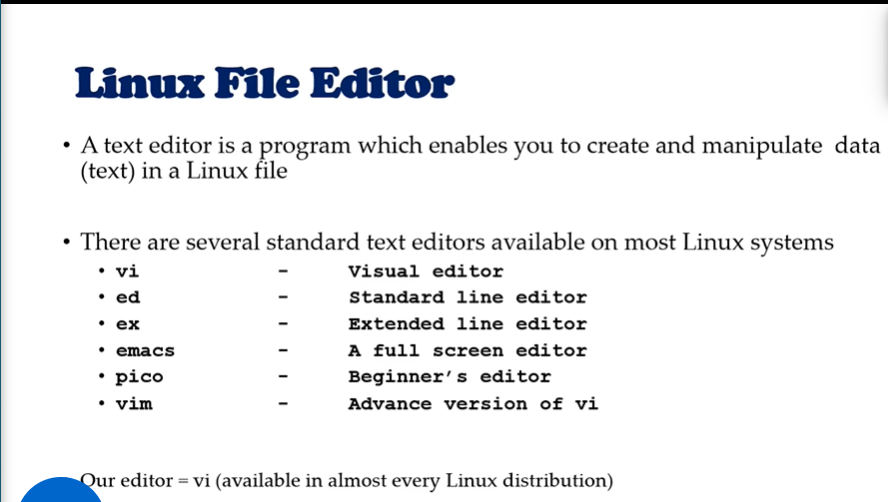 Linux File Editor
• A text editor is a program which enables you to create and manipulate data
(text) in a Linux file
• There are several standard text editors available on most Linux systems
• vi – Visual editor
• ed – Standard line editor
• ex – Extended line editor
• emacs – A full screen editor
• pico – Beginner’s editor
• vim – Advance version of vi
Our editor = vi (available in almost every Linux distribution)